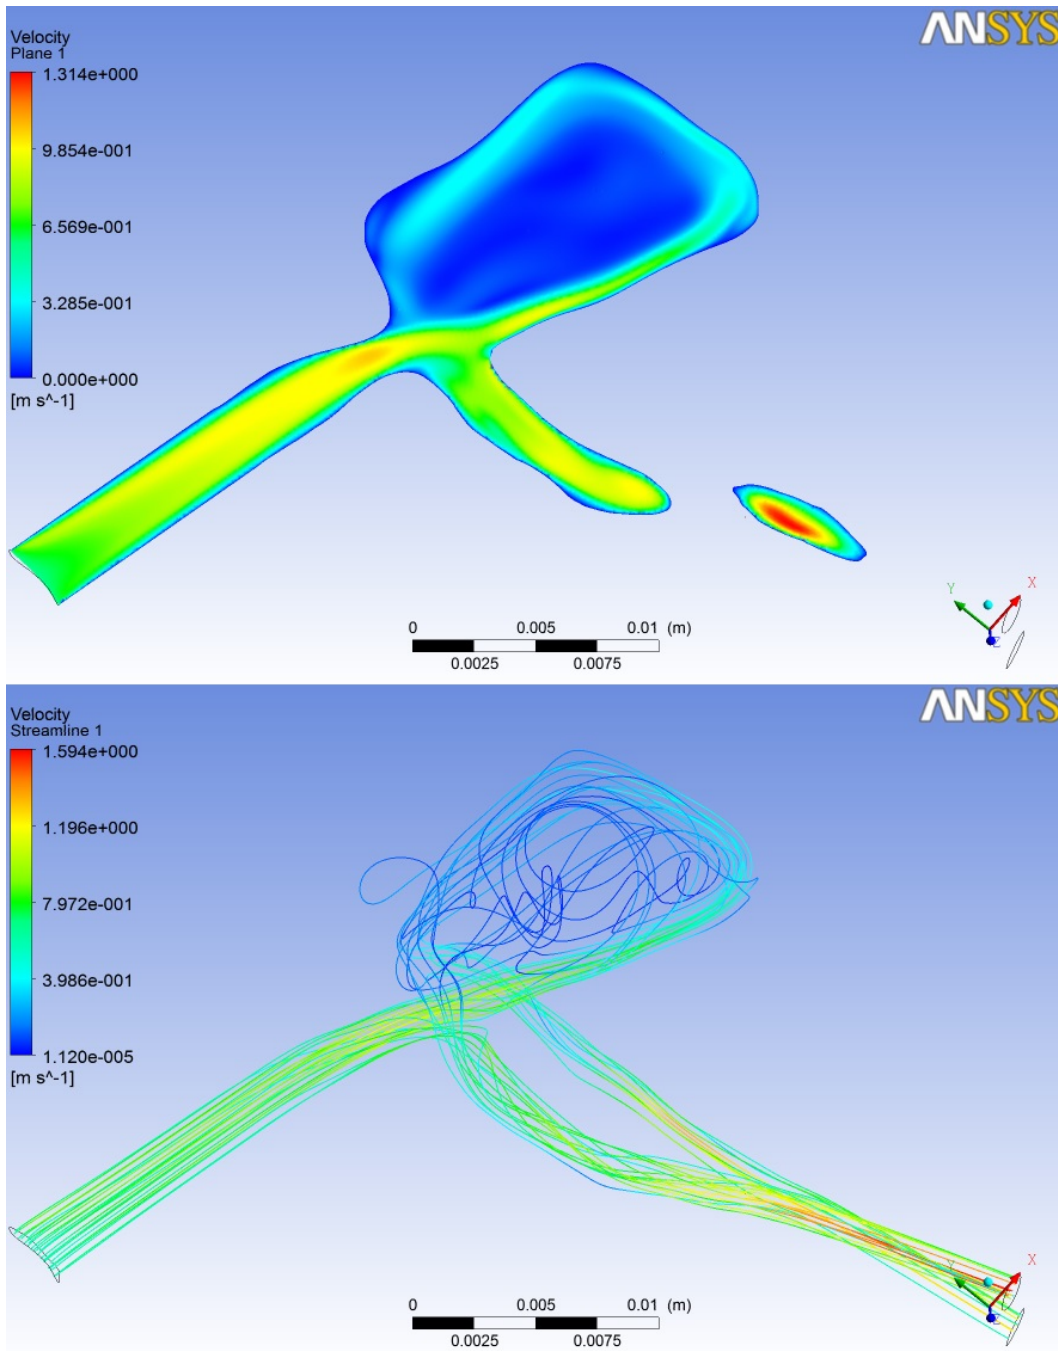 ANSYS
Velocity
Plane 1
1.314e+000
9.854e-001
6.569e-001
3.285e-001
0.000e+000
[m s^-1]
Y X
Z
0 0.005 0.01 (m)
0.0025 0.0075
ANSYS
Velocity
Streamline 1
1.594e+000
1.196e+000
7.972e-001
3.986e-001
1.120e-005
[m s^-1]
Y X
Z
0 0.005 0.01 (m)
0.0025 0.0075